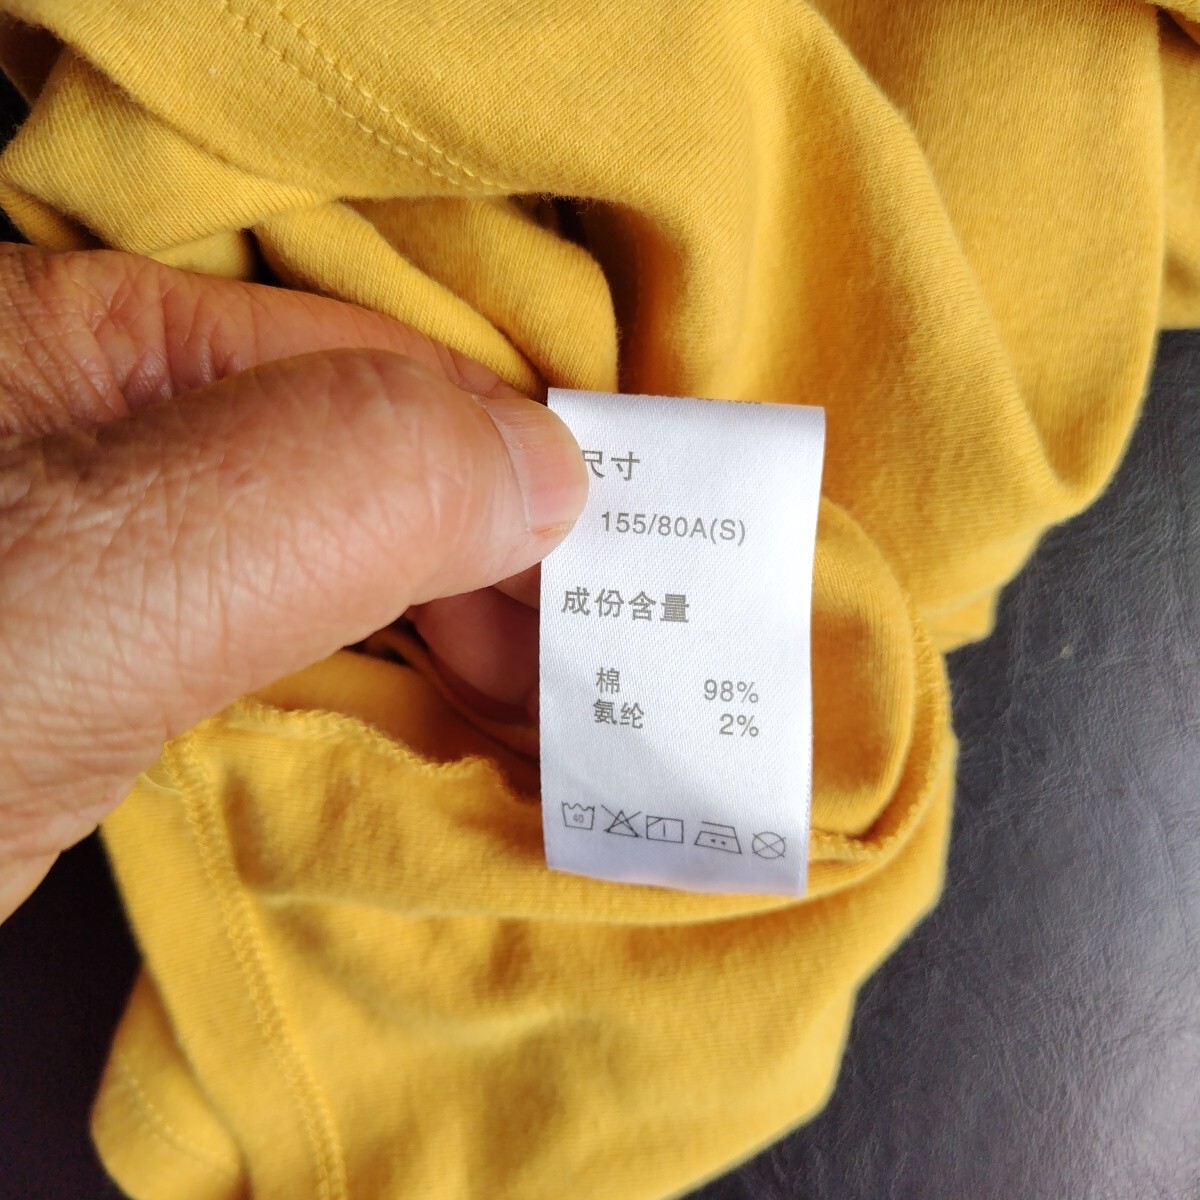 尺寸
155/80A(S)
成份含量
棉 98%
氨纶 2%
40